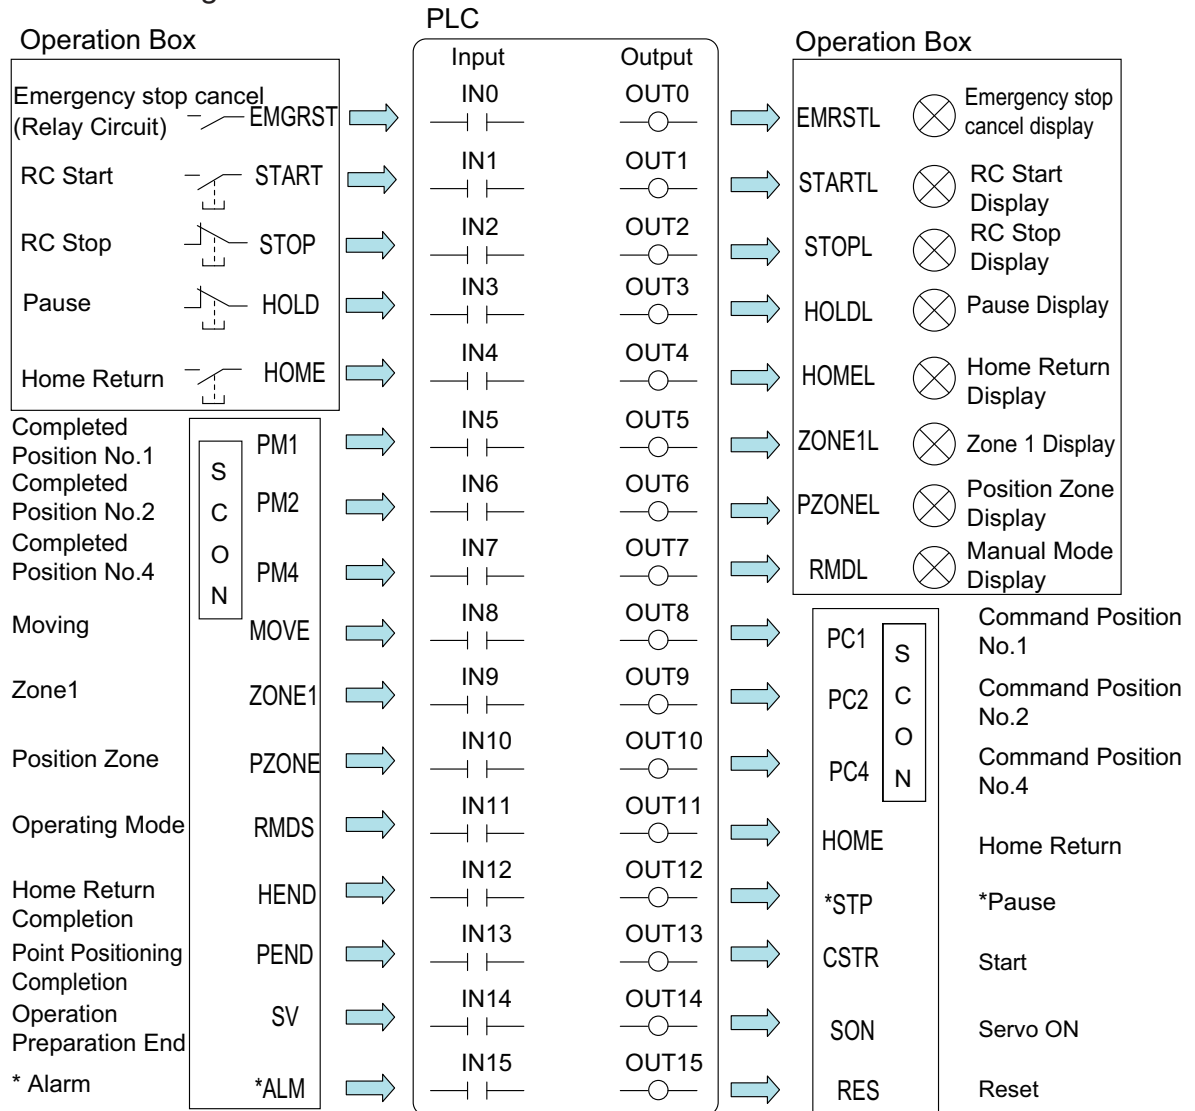 PLC
Operation Box
Input
Output
Operation Box
Emergency stop cancel
(Relay Circuit)
EMGRST
IN0
OUT0
EMRSTL
Emergency stop
cancel display
RC Start
START
IN1
OUT1
STARTL
RC Start
Display
RC Stop
STOP
IN2
OUT2
STOPL
RC Stop
Display
Pause
HOLD
IN3
OUT3
HOLDL
Pause Display
Home Return
HOME
IN4
OUT4
HOMEL
Home Return
Display
Completed
Position No.1
PM1
IN5
OUT5
ZONE1L
Zone 1 Display
Completed
Position No.2
PM2
IN6
OUT6
PZONEL
Position Zone
Display
Completed
Position No.4
PM4
IN7
OUT7
RMDL
Manual Mode
Display
S
C
O
N
Moving
MOVE
IN8
OUT8
PC1
Command Position
No.1
Zone1
ZONE1
IN9
OUT9
PC2
Command Position
No.2
Position Zone
PZONE
IN10
OUT10
PC4
Command Position
No.4
S
C
O
N
Operating Mode
RMDS
IN11
OUT11
HOME
Home Return
Home Return
Completion
HEND
IN12
OUT12
*STP
*Pause
Point Positioning
Completion
PEND
IN13
OUT13
CSTR
Start
Operation
Preparation End
SV
IN14
OUT14
SON
Servo ON
* Alarm
*ALM
IN15
OUT15
RES
Reset